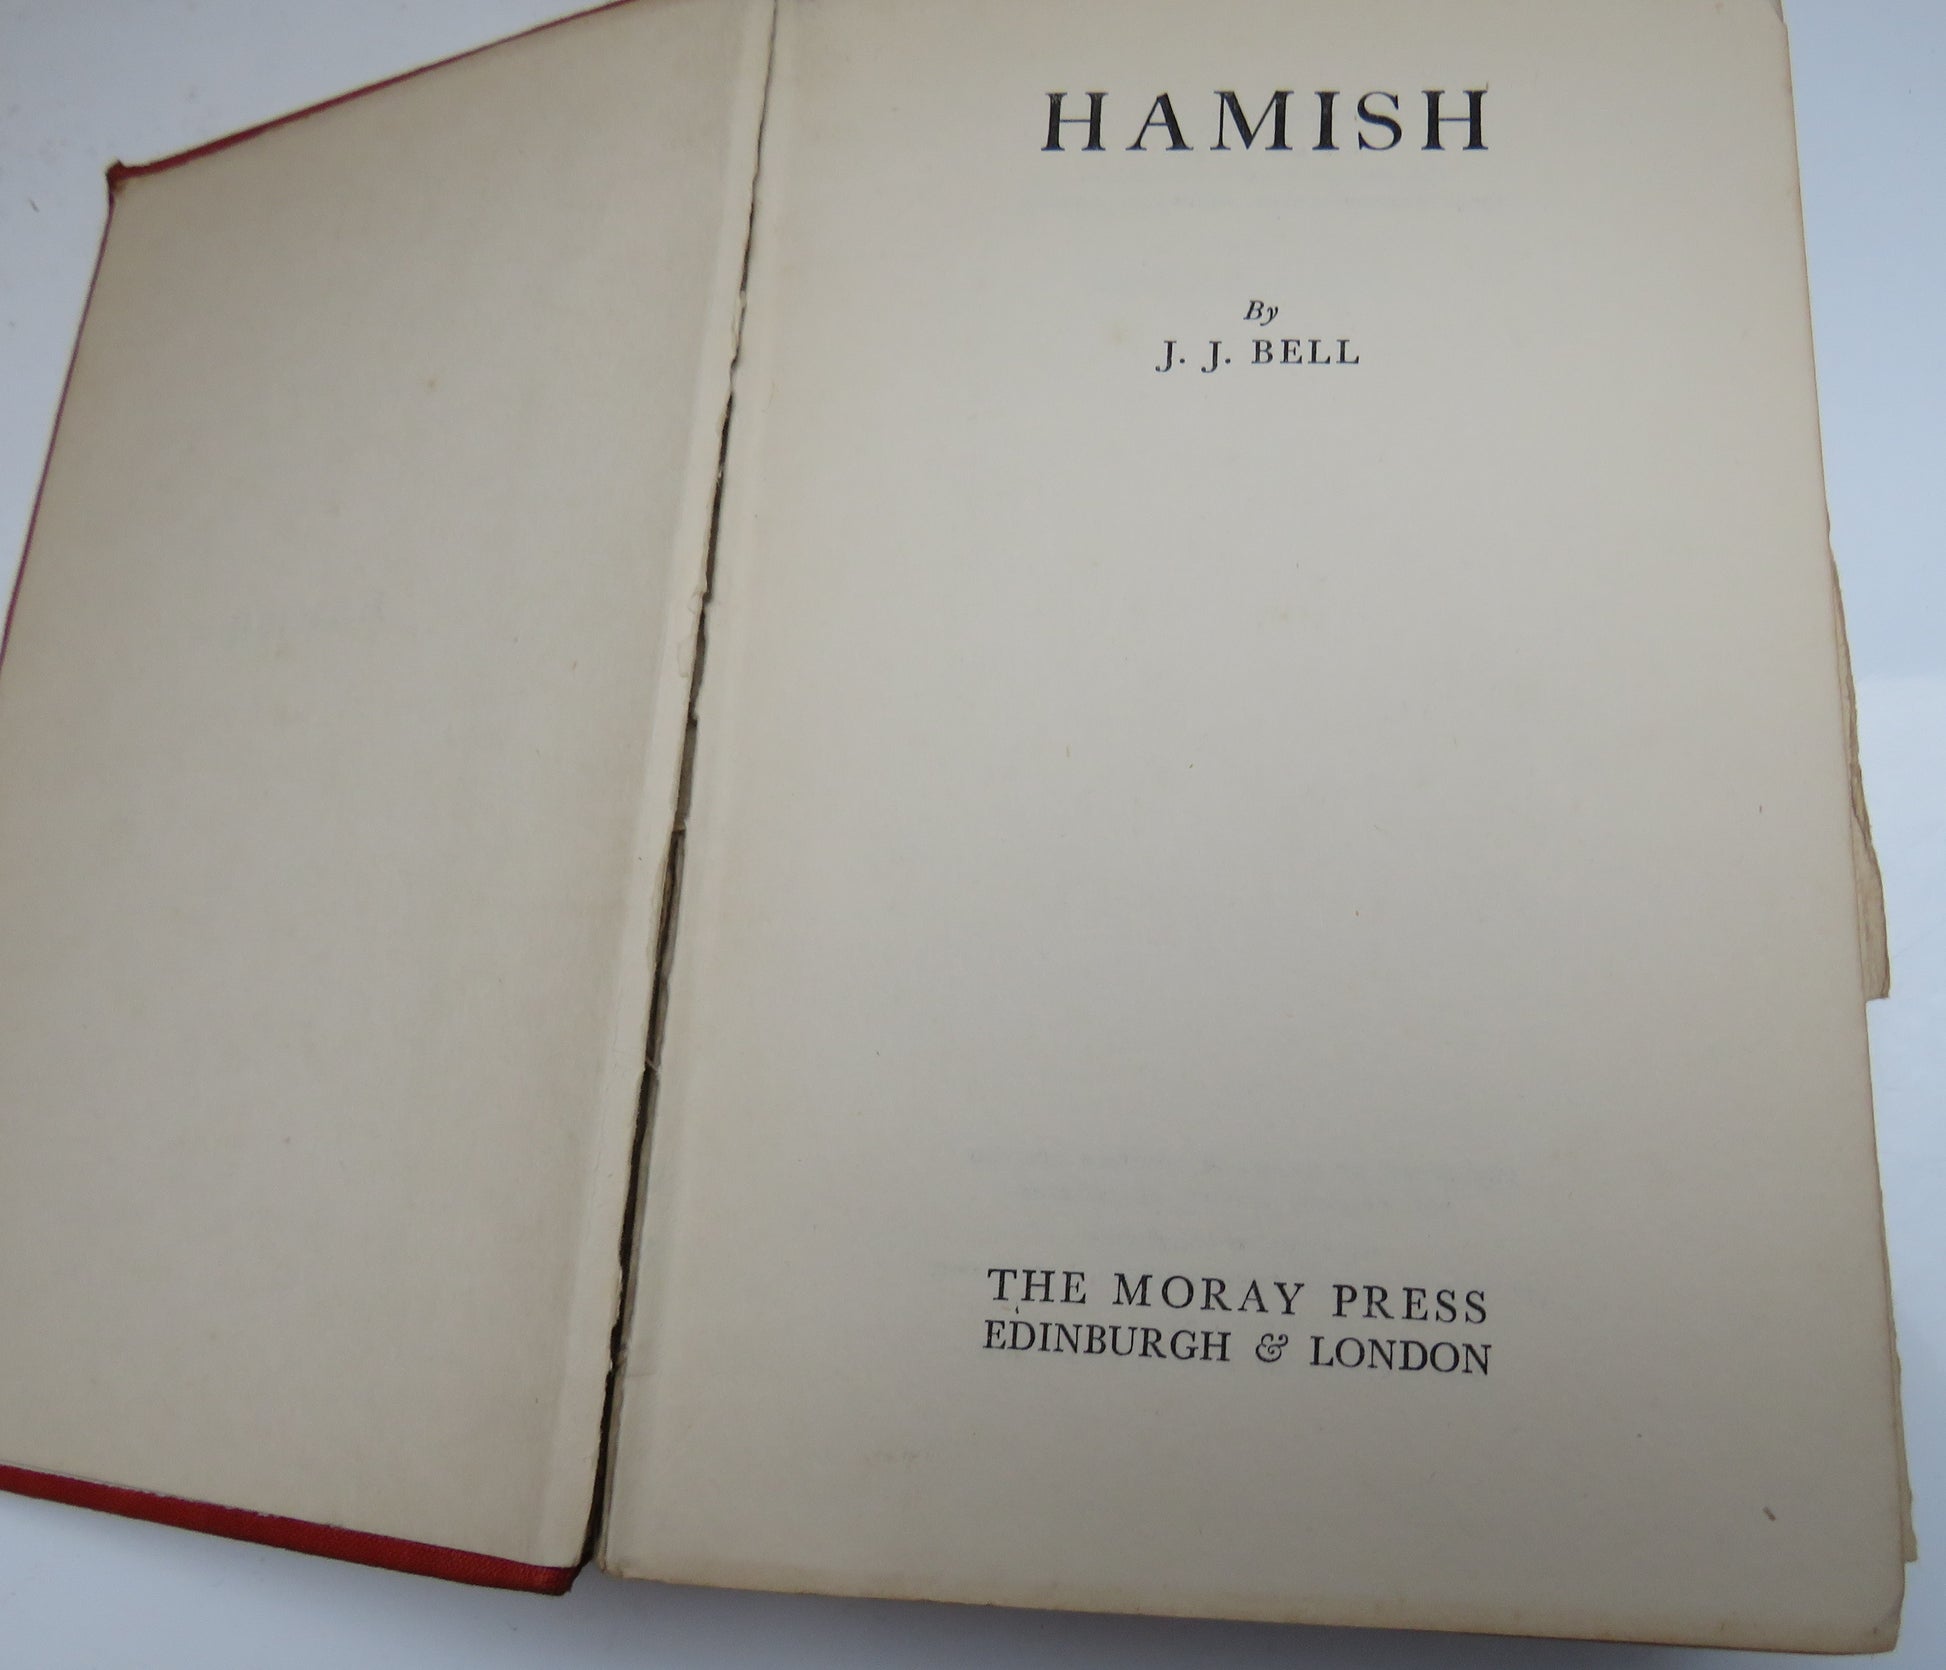 HAMISH
By
J. J. BELL
THE MORAY PRESS
EDINBURGH & LONDON